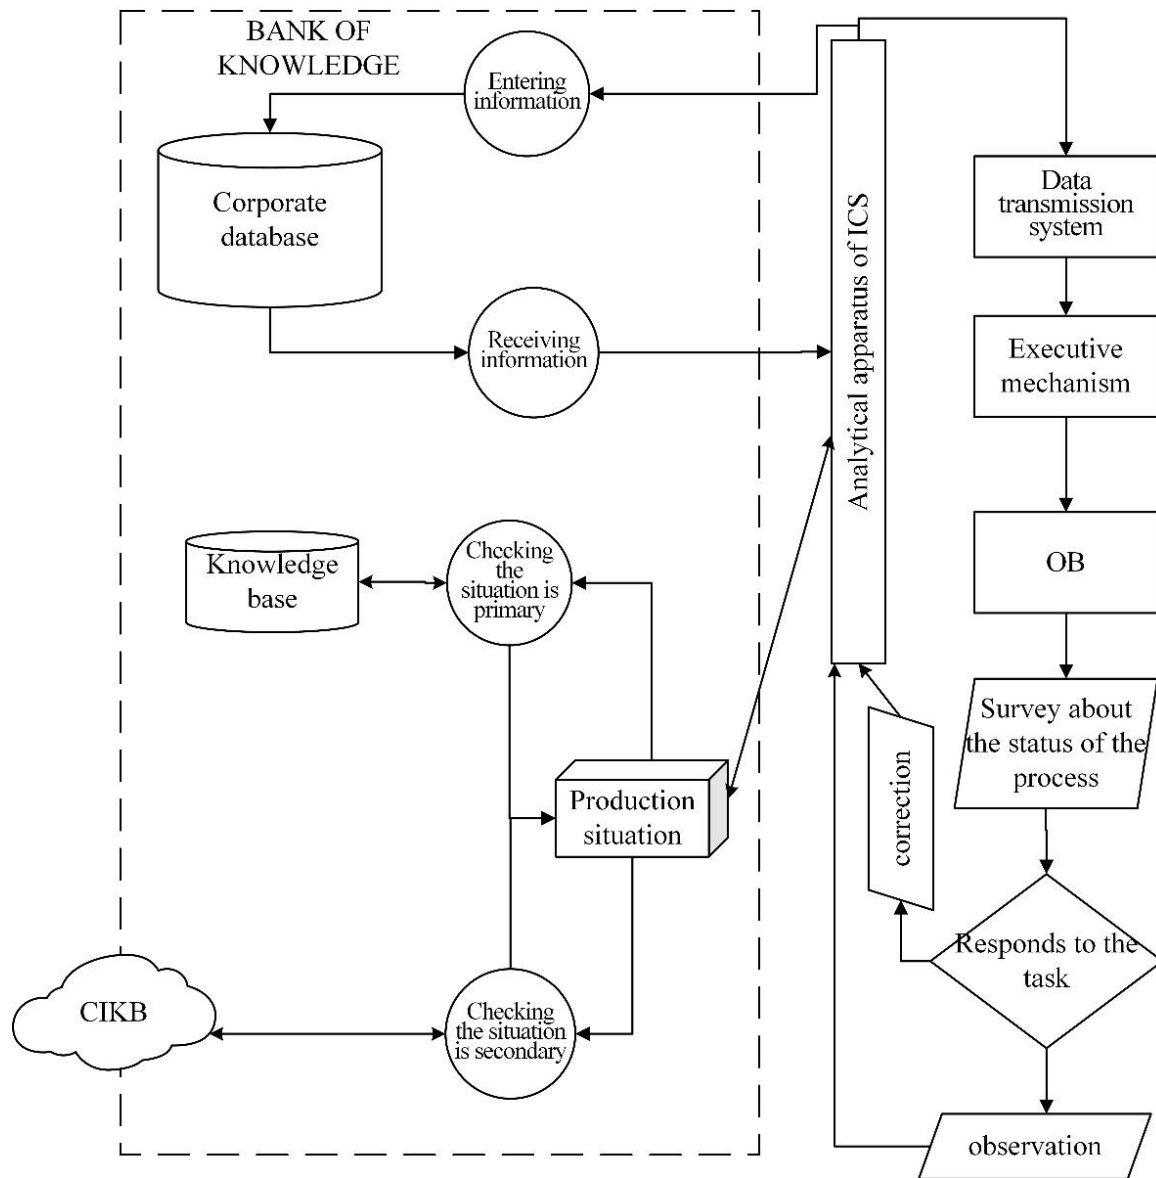 BANK OF
KNOWLEDGE
Entering
information
Corporate
database
Receiving
information
Knowledge
base
Checking
the
situation is
primary
Production
situation
CIKB
Checking
the situation
is secondary
Analytical apparatus of ICS
correction
Data
transmission
system
Executive
mechanism
OB
Survey about
the status of the
process
Responds to the
task
observation